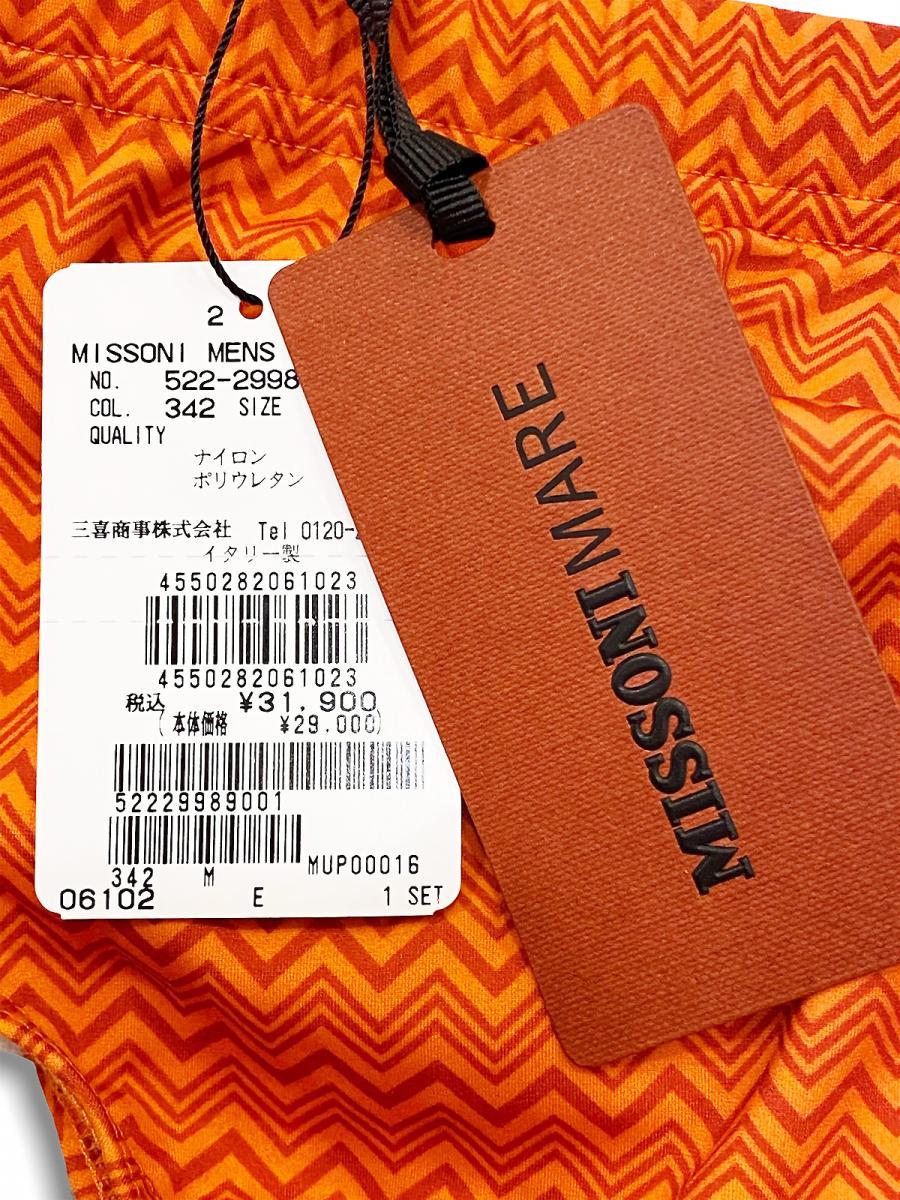 2
MISSONI MENS
NO. 522-2998
COL. 342 SIZE
QUALITY
ナイロン
ポリウレタン
三喜商事株式会社 Tel 0120-
イタリー製
4550282061023
4550282061023
税込 ¥31,900
(本体価格 ¥29,000)
52229989001
342 M MUP00016
06102 E 1 SET
MISSONI MARE